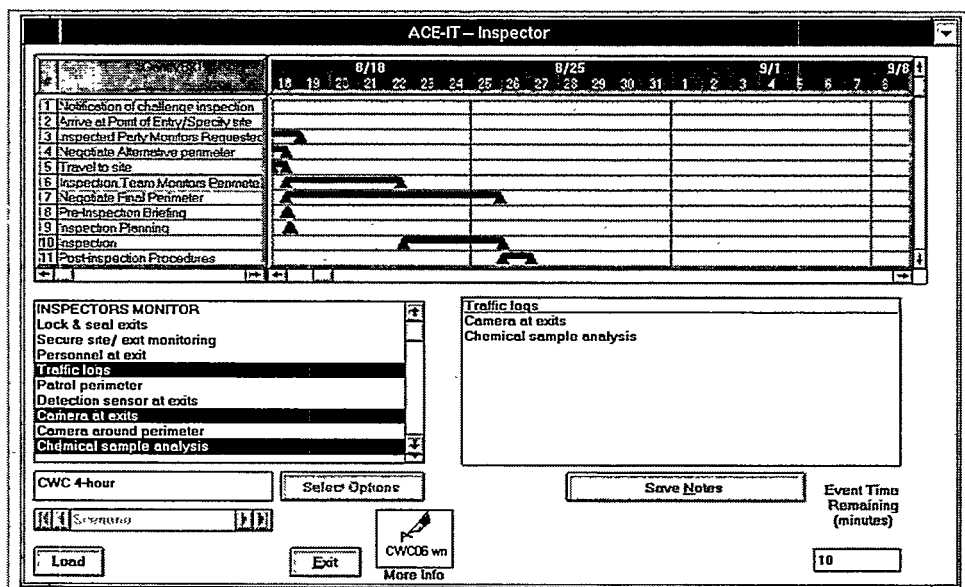 ACE-IT – Inspector
#
8/18 8/25 9/1 9/8
18 19 20 21 22 23 24 25 26 27 28 29 30 31 1 2 3 4 5 6 7 8
1 Notification of challenge inspection
2 Arrive at Point of Entry/Specify site
3 Inspected Party Monitors Requested
4 Negotiate Alternative perimeter
5 Travel to site
6 Inspection Team Monitors Perimete
7 Negotiate Final Perimeter
8 Pre-Inspection Briefing
9 Inspection Planning
10 Inspection
11 Post-Inspection Procedures
INSPECTORS MONITOR
Lock & seal exits
Secure site/ exit monitoring
Personnel at exit
Traffic logs
Patrol perimeter
Detection sensor at exits
Camera at exits
Camera around perimeter
Chemical sample analysis
Traffic logs
Camera at exits
Chemical sample analysis
CWC 4-hour
Select Options
Save Notes
Event Time
Remaining
(minutes)
Scenario
CWC06 wn
More Info
Load
Exit
10